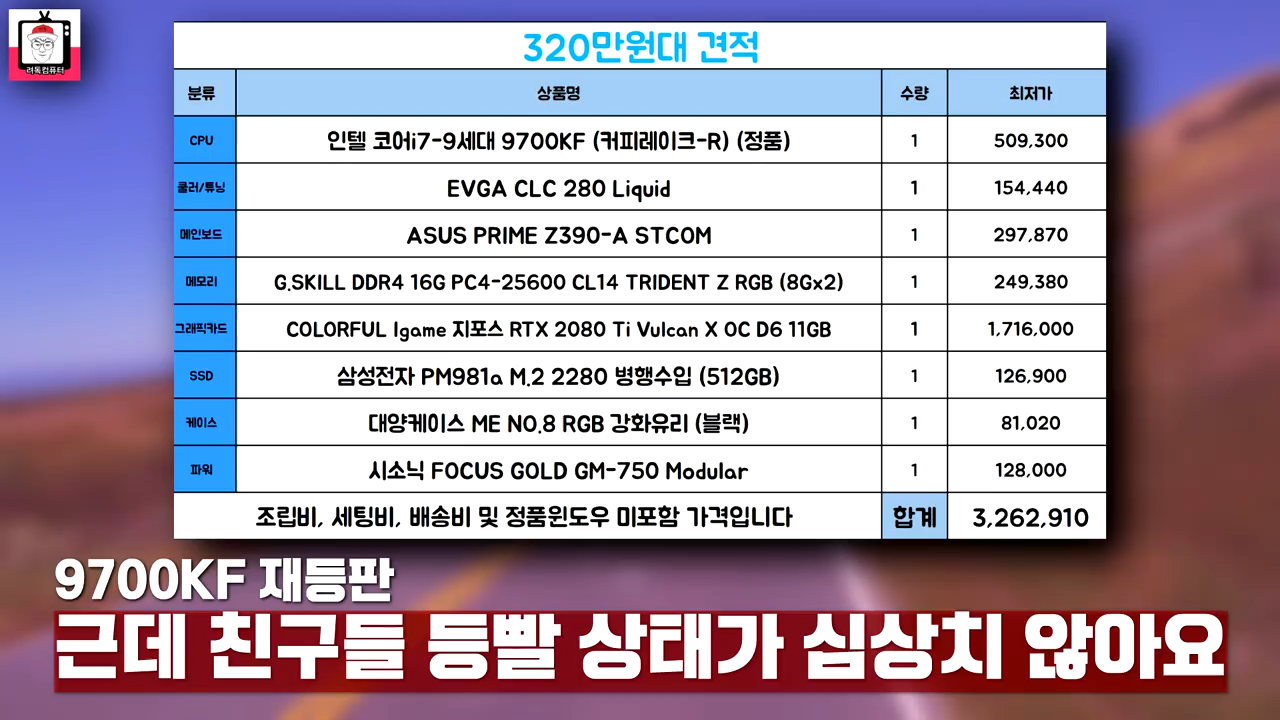 려톡컴퓨터
320만원대 견적
분류 상품명 수량 최저가
CPU 인텔 코어i7-9세대 9700KF (커피레이크-R) (정품) 1 509,300
쿨러/튜닝 EVGA CLC 280 Liquid 1 154,440
메인보드 ASUS PRIME Z390-A STCOM 1 297,870
메모리 G.SKILL DDR4 16G PC4-25600 CL14 TRIDENT Z RGB (8Gx2) 1 249,380
그래픽카드 COLORFUL Igame 지포스 RTX 2080 Ti Vulcan X OC D6 11GB 1 1,716,000
SSD 삼성전자 PM981a M.2 2280 병행수입 (512GB) 1 126,900
케이스 대양케이스 ME NO.8 RGB 강화유리 (블랙) 1 81,020
파워 시소닉 FOCUS GOLD GM-750 Modular 1 128,000
조립비, 세팅비, 배송비 및 정품윈도우 미포함 가격입니다 합계 3,262,910
9700KF 재등판
근데 친구들 등빨 상태가 심상치 않아요